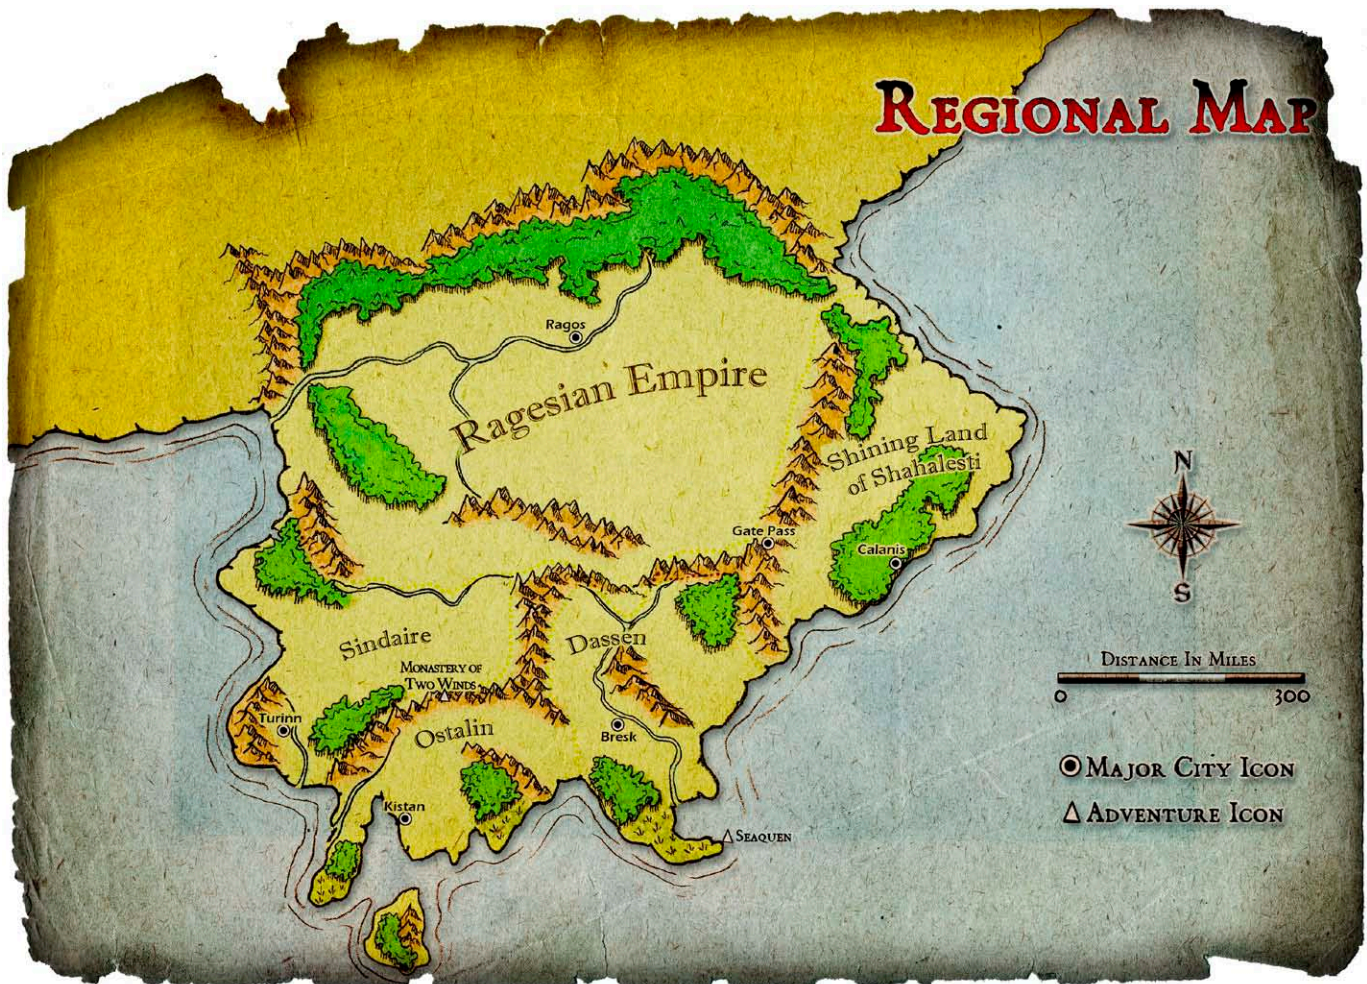 Regional Map
Ragos
Ragesian Empire
Shining Land
of Shahalesti
N
Gate Pass
Calanis
S
Sindaire
Dassen
Distance In Miles
0 300
Monastery of
Two Winds
Turinn
Ostalin
Bresk
Major City Icon
Kistan
Adventure Icon
Seaquen